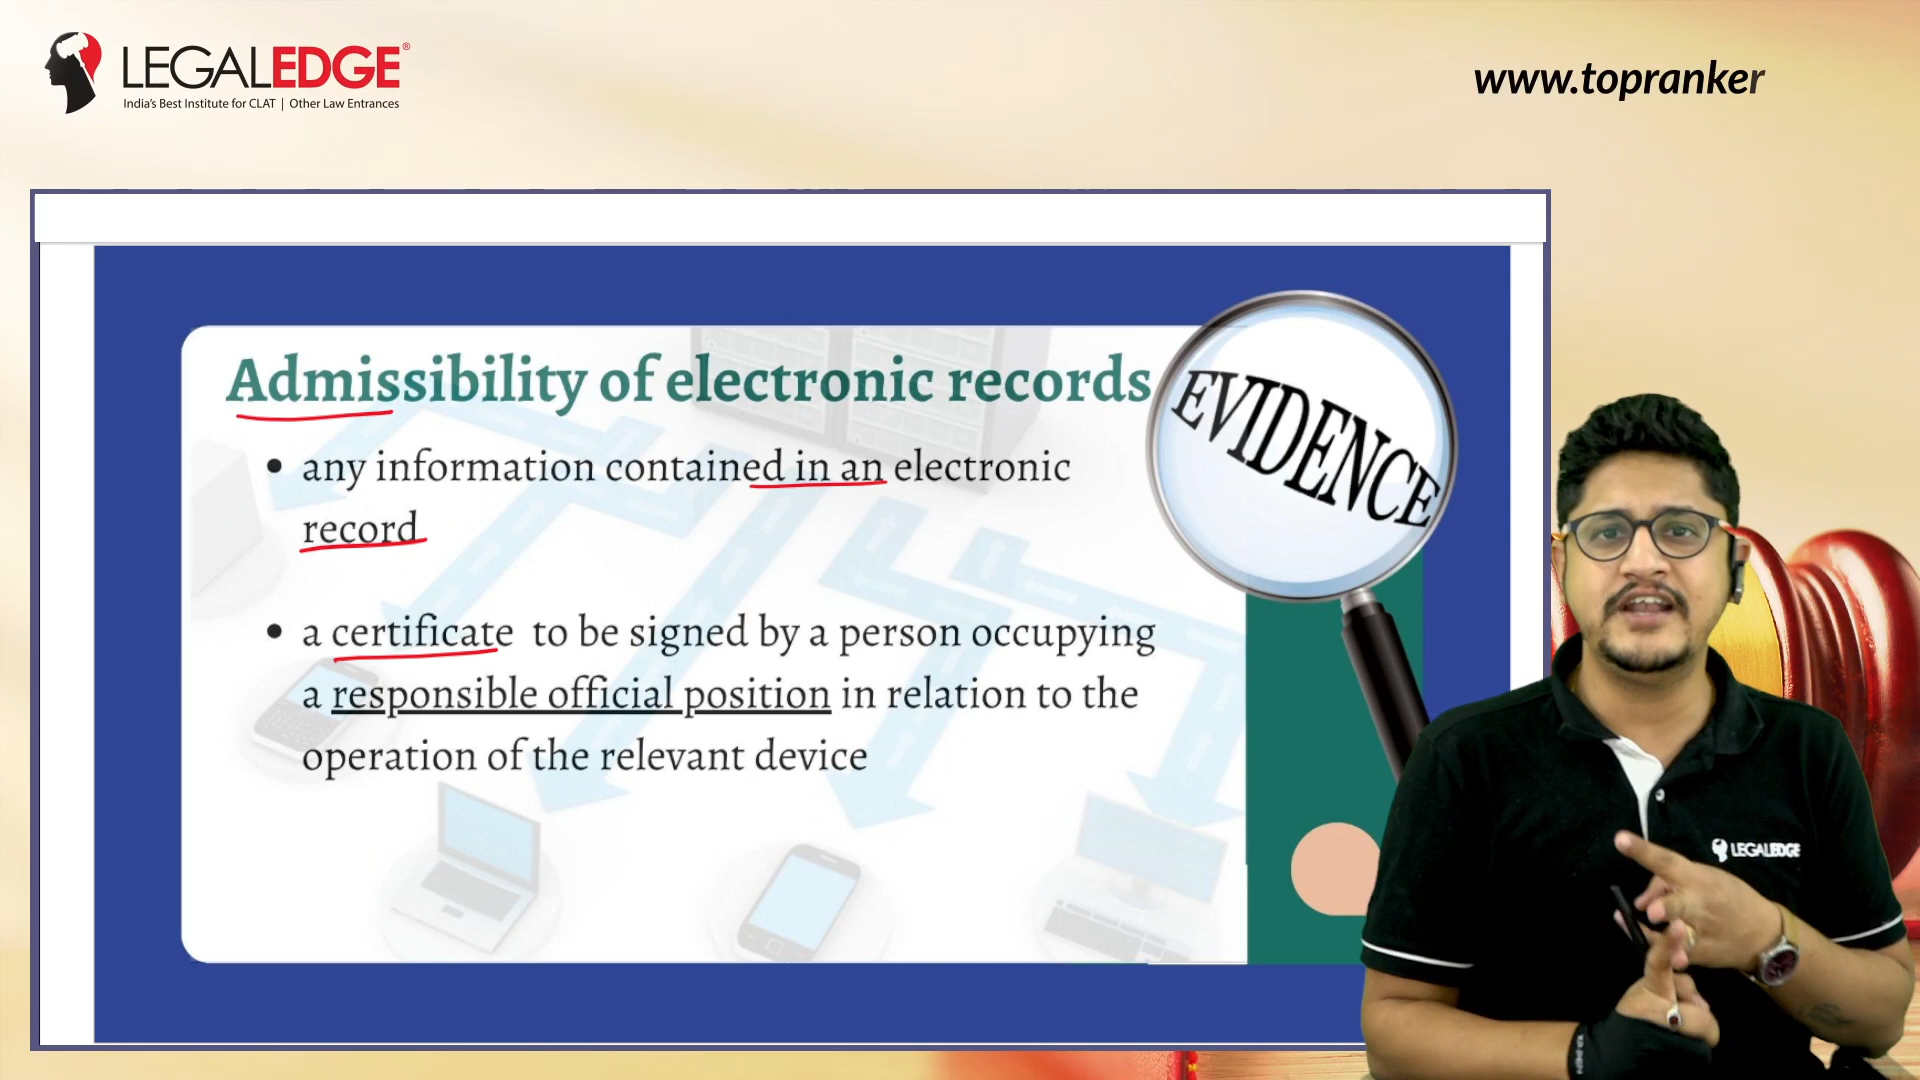 LEGALEDGE®
India's Best Institute for CLAT | Other Law Entrances
www.topranker
Admissibility of electronic records
EVIDENCE
• any information contained in an electronic
record
• a certificate to be signed by a person occupying
a responsible official position in relation to the
operation of the relevant device
LEGALEDGE